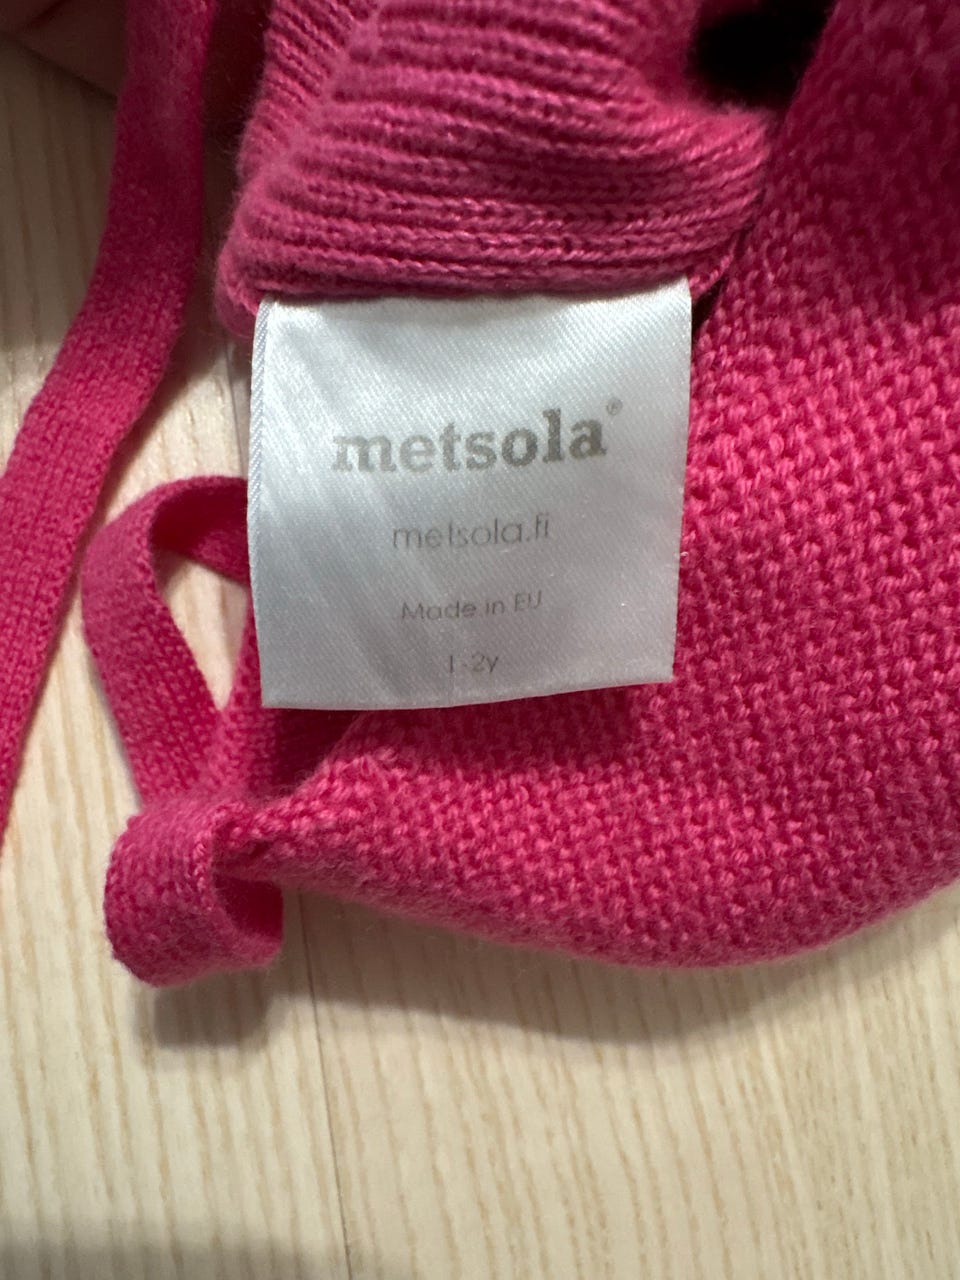 metsola®
metsola.fi
Made in EU
1-2y